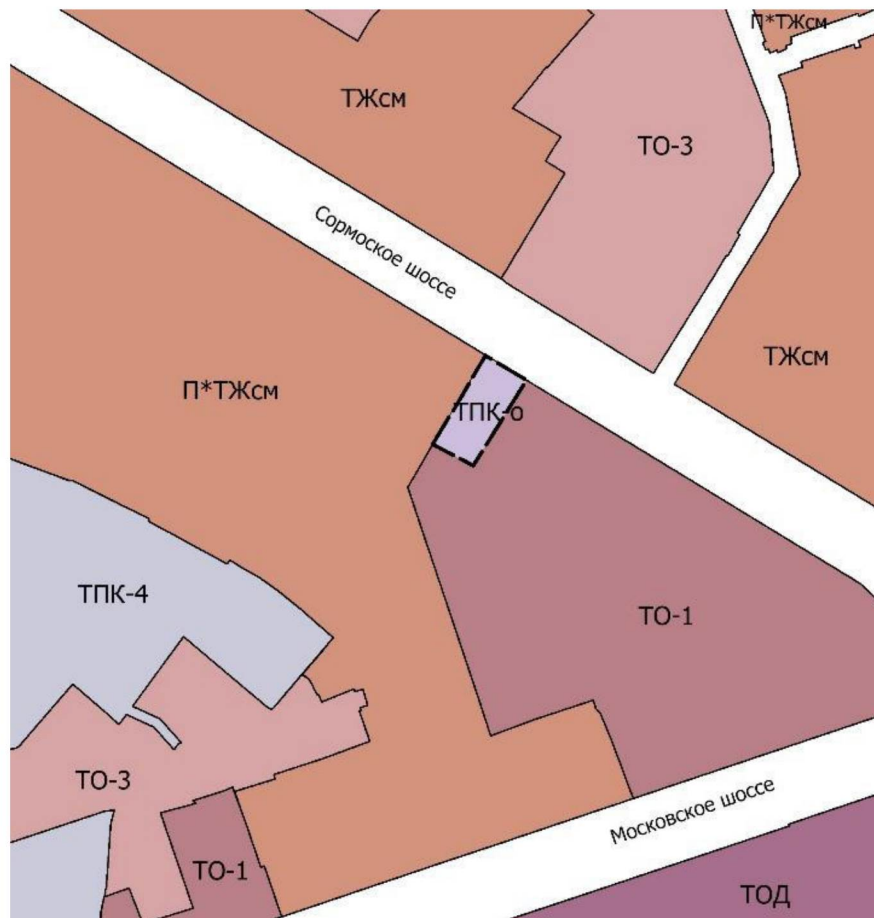 П*ТЖсм
ТЖсм
ТО-3
Сормоское шоссе
ТЖсм
П*ТЖсм
ТПК-о
ТПК-4
ТО-1
ТО-3
Московское шоссе
ТО-1
ТОД